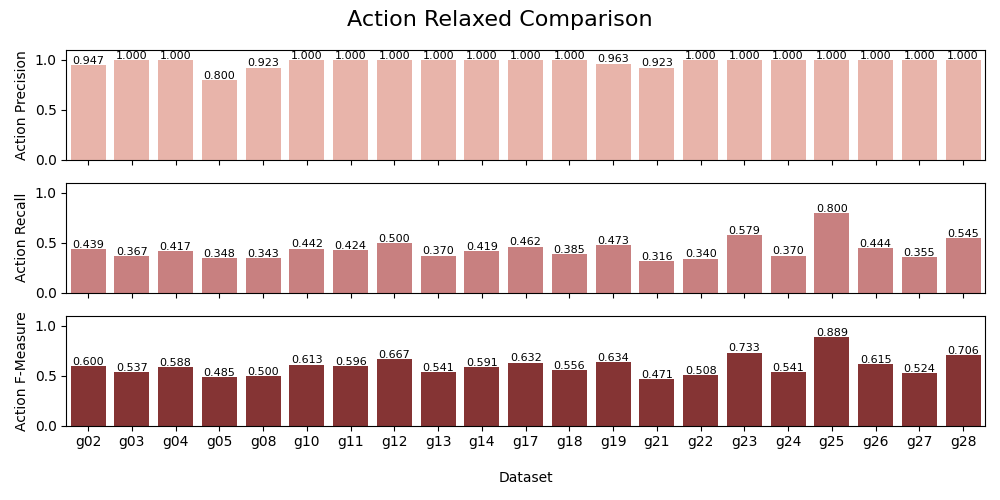 Action Relaxed Comparison
Action Precision
1.0
0.5
0.0
0.947 1.000 1.000 0.800 0.923 1.000 1.000 1.000 1.000 1.000 1.000 1.000 0.963 0.923 1.000 1.000 1.000 1.000 1.000 1.000 1.000
Action Recall
1.0
0.5
0.0
0.439 0.367 0.417 0.348 0.343 0.442 0.424 0.500 0.370 0.419 0.462 0.385 0.473 0.316 0.340 0.579 0.370 0.800 0.444 0.355 0.545
Action F-Measure
1.0
0.5
0.0
0.600 0.537 0.588 0.485 0.500 0.613 0.596 0.667 0.541 0.591 0.632 0.556 0.634 0.471 0.508 0.733 0.541 0.889 0.615 0.524 0.706
g02 g03 g04 g05 g08 g10 g11 g12 g13 g14 g17 g18 g19 g21 g22 g23 g24 g25 g26 g27 g28
Dataset